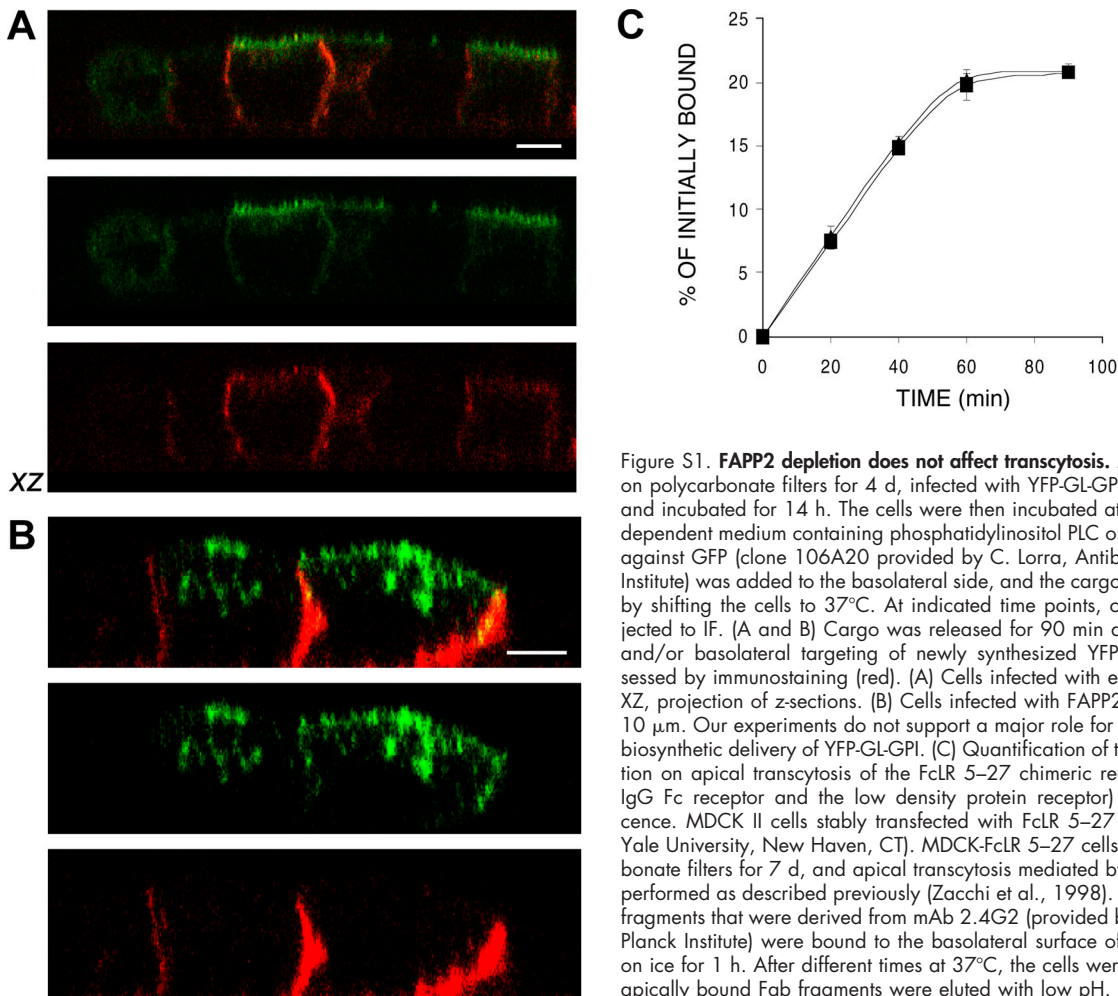 A
XZ
B
C
% OF INITIALLY BOUND
25
20
15
10
5
0
0 20 40 60 80 100
TIME (min)
Figure S1. FAPP2 depletion does not affect transcytosis.
on polycarbonate filters for 4 d, infected with YFP-GL-GP
and incubated for 14 h. The cells were then incubated at
dependent medium containing phosphatidylinositol PLC o
against GFP (clone 106A20 provided by C. Lorra, Antib
Institute) was added to the basolateral side, and the cargo
by shifting the cells to 37°C. At indicated time points, c
jected to IF. (A and B) Cargo was released for 90 min a
and/or basolateral targeting of newly synthesized YFP
sessed by immunostaining (red). (A) Cells infected with e
XZ, projection of z-sections. (B) Cells infected with FAPP2
10 μm. Our experiments do not support a major role for
biosynthetic delivery of YFP-GL-GPI. (C) Quantification of t
tion on apical transcytosis of the FcLR 5–27 chimeric re
IgG Fc receptor and the low density protein receptor)
cence. MDCK II cells stably transfected with FcLR 5–27
Yale University, New Haven, CT). MDCK-FcLR 5–27 cells
bonate filters for 7 d, and apical transcytosis mediated by
performed as described previously (Zacchi et al., 1998).
fragments that were derived from mAb 2.4G2 (provided b
Planck Institute) were bound to the basolateral surface of
on ice for 1 h. After different times at 37°C, the cells were
apically bound Fab fragments were eluted with low pH